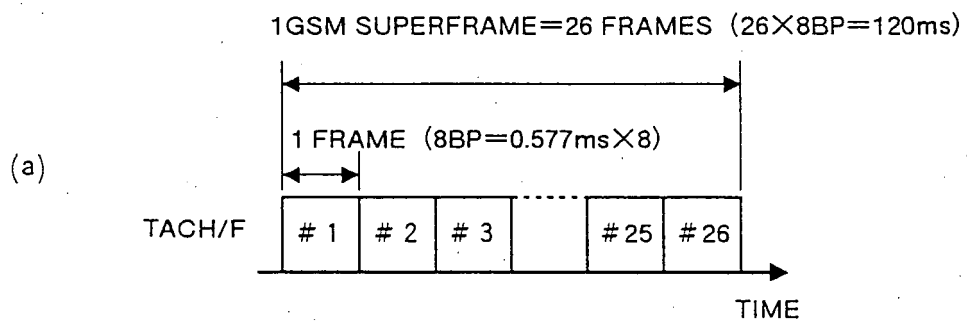 1GSM SUPERFRAME=26 FRAMES (26×8BP=120ms)
1 FRAME (8BP=0.577ms×8)
(a)
TACH/F #1 #2 #3 #25 #26
TIME